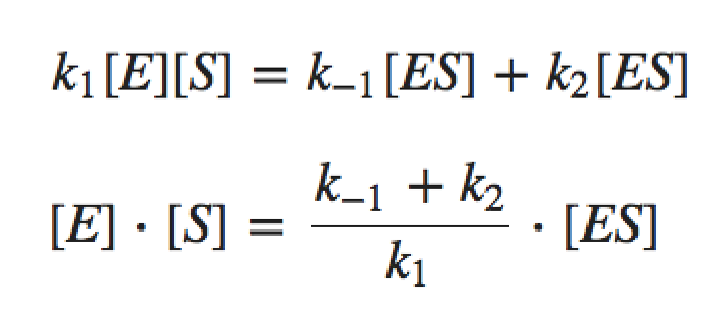 k₁[E][S] = k₋₁[ES] + k₂[ES]
[E] · [S] = (k₋₁ + k₂)/k₁ · [ES]